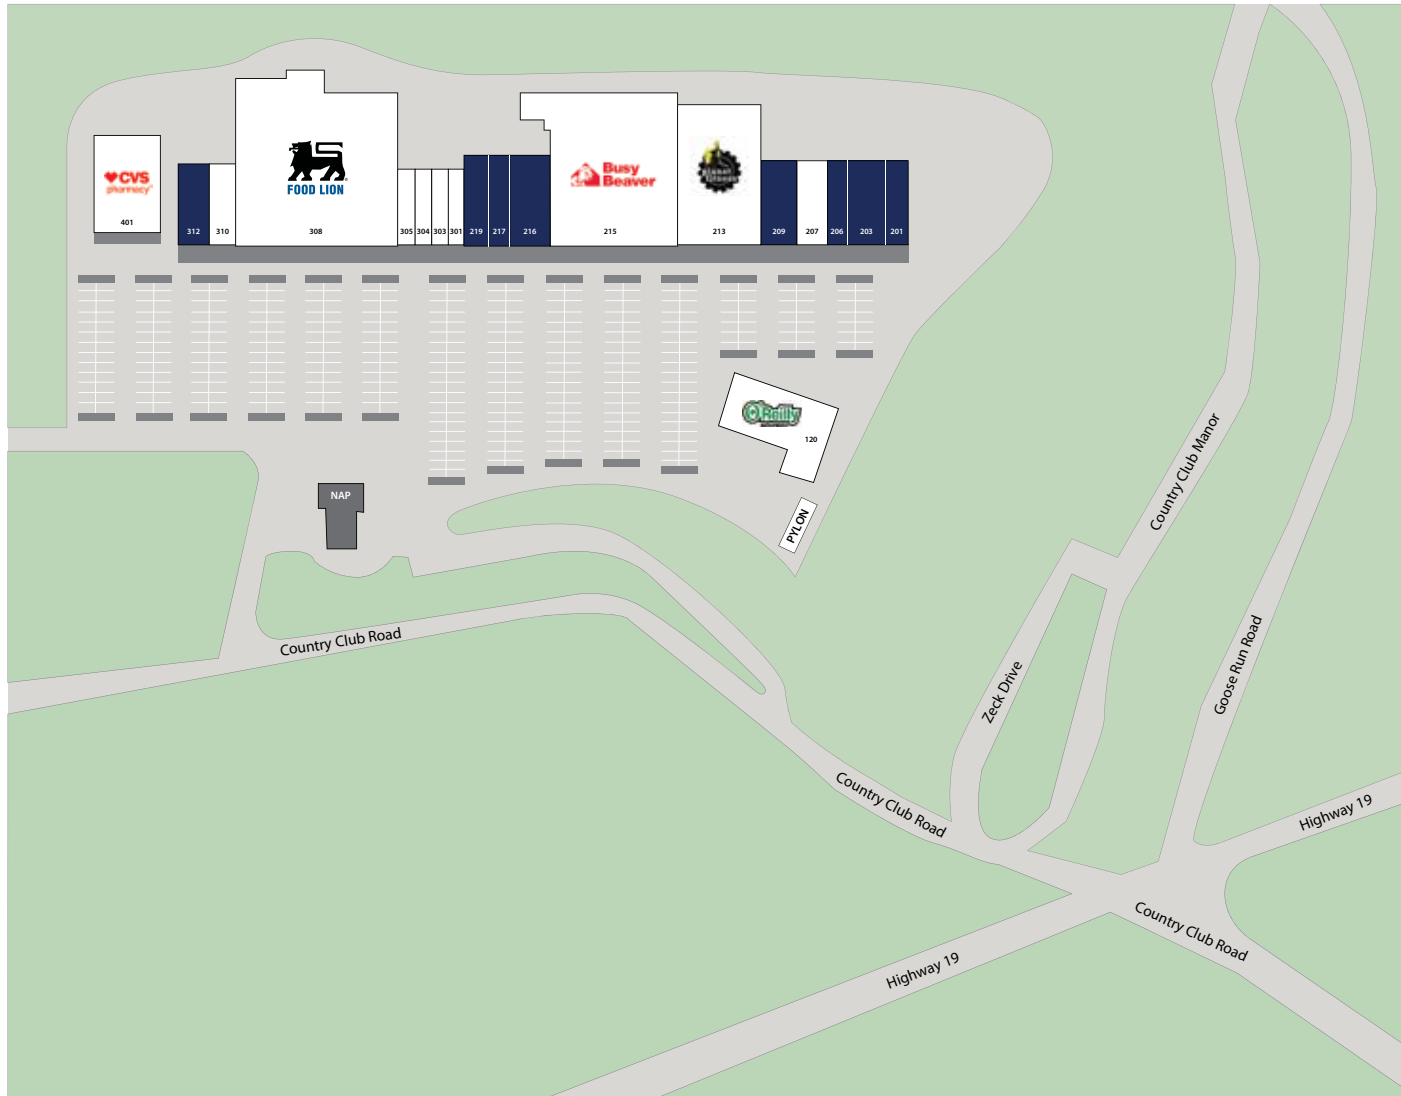 CVS
pharmacy
401
312
310
FOOD LION
308
305
304
303
301
219
217
216
Busy
Beaver
215
planet
fitness
213
209
207
206
203
201
O'Reilly
120
PYLON
NAP
Country Club Road
Country Club Manor
Zeck Drive
Goose Run Road
Country Club Road
Highway 19
Country Club Road
Highway 19